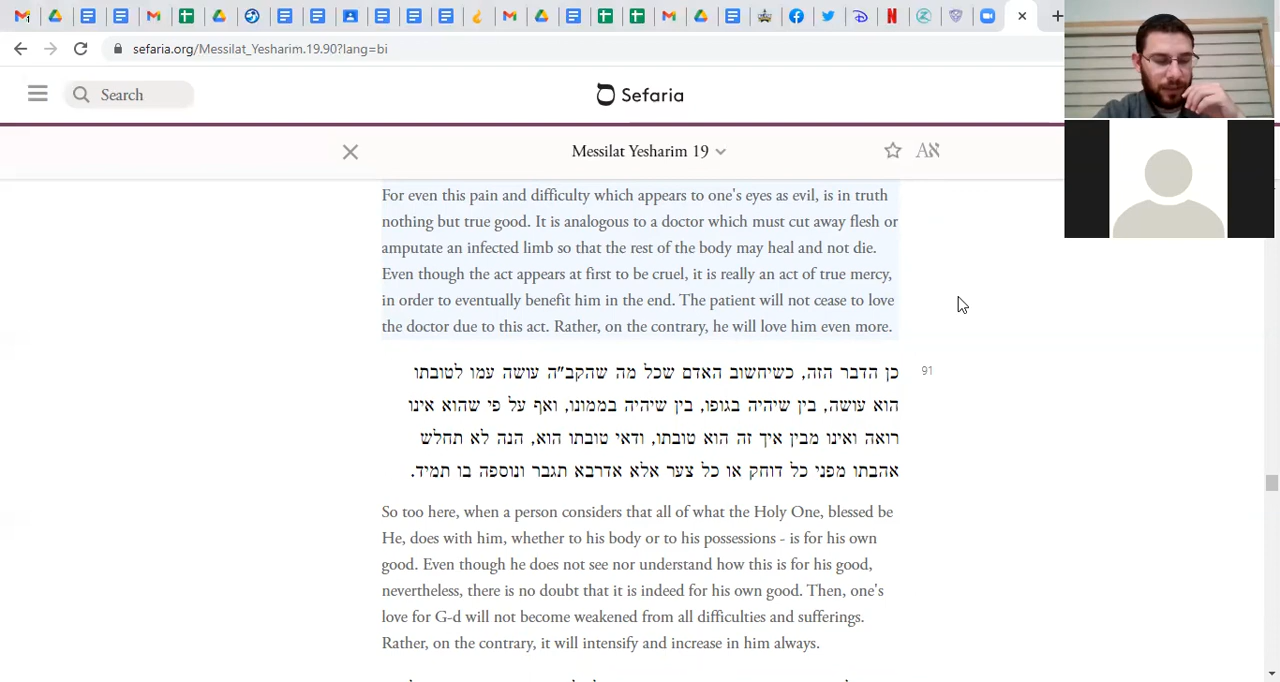 sefaria.org/Messilat_Yesharim.19.90?lang=bi
Search
Sefaria
Messilat Yesharim 19
For even this pain and difficulty which appears to one's eyes as evil, is in truth
nothing but true good. It is analogous to a doctor which must cut away flesh or
amputate an infected limb so that the rest of the body may heal and not die.
Even though the act appears at first to be cruel, it is really an act of true mercy,
in order to eventually benefit him in the end. The patient will not cease to love
the doctor due to this act. Rather, on the contrary, he will love him even more.
91
כן הדבר הזה, כשיחשוב האדם שכל מה שהקב"ה עושה עמו לטובתו
הוא עושה, בין שיהיה בגופו, בין שיהיה בממונו, ואף על פי שהוא אינו
רואה ואינו מבין איך זה הוא טובתו, ודאי טובתו הוא, הנה לא תחלש
אהבתו מפני כל דוחק או כל צער אלא אדרבא תגבר ונוספה בו תמיד.
So too here, when a person considers that all of what the Holy One, blessed be
He, does with him, whether to his body or to his possessions - is for his own
good. Even though he does not see nor understand how this is for his good,
nevertheless, there is no doubt that it is indeed for his own good. Then, one's
love for G-d will not become weakened from all difficulties and sufferings.
Rather, on the contrary, it will intensify and increase in him always.